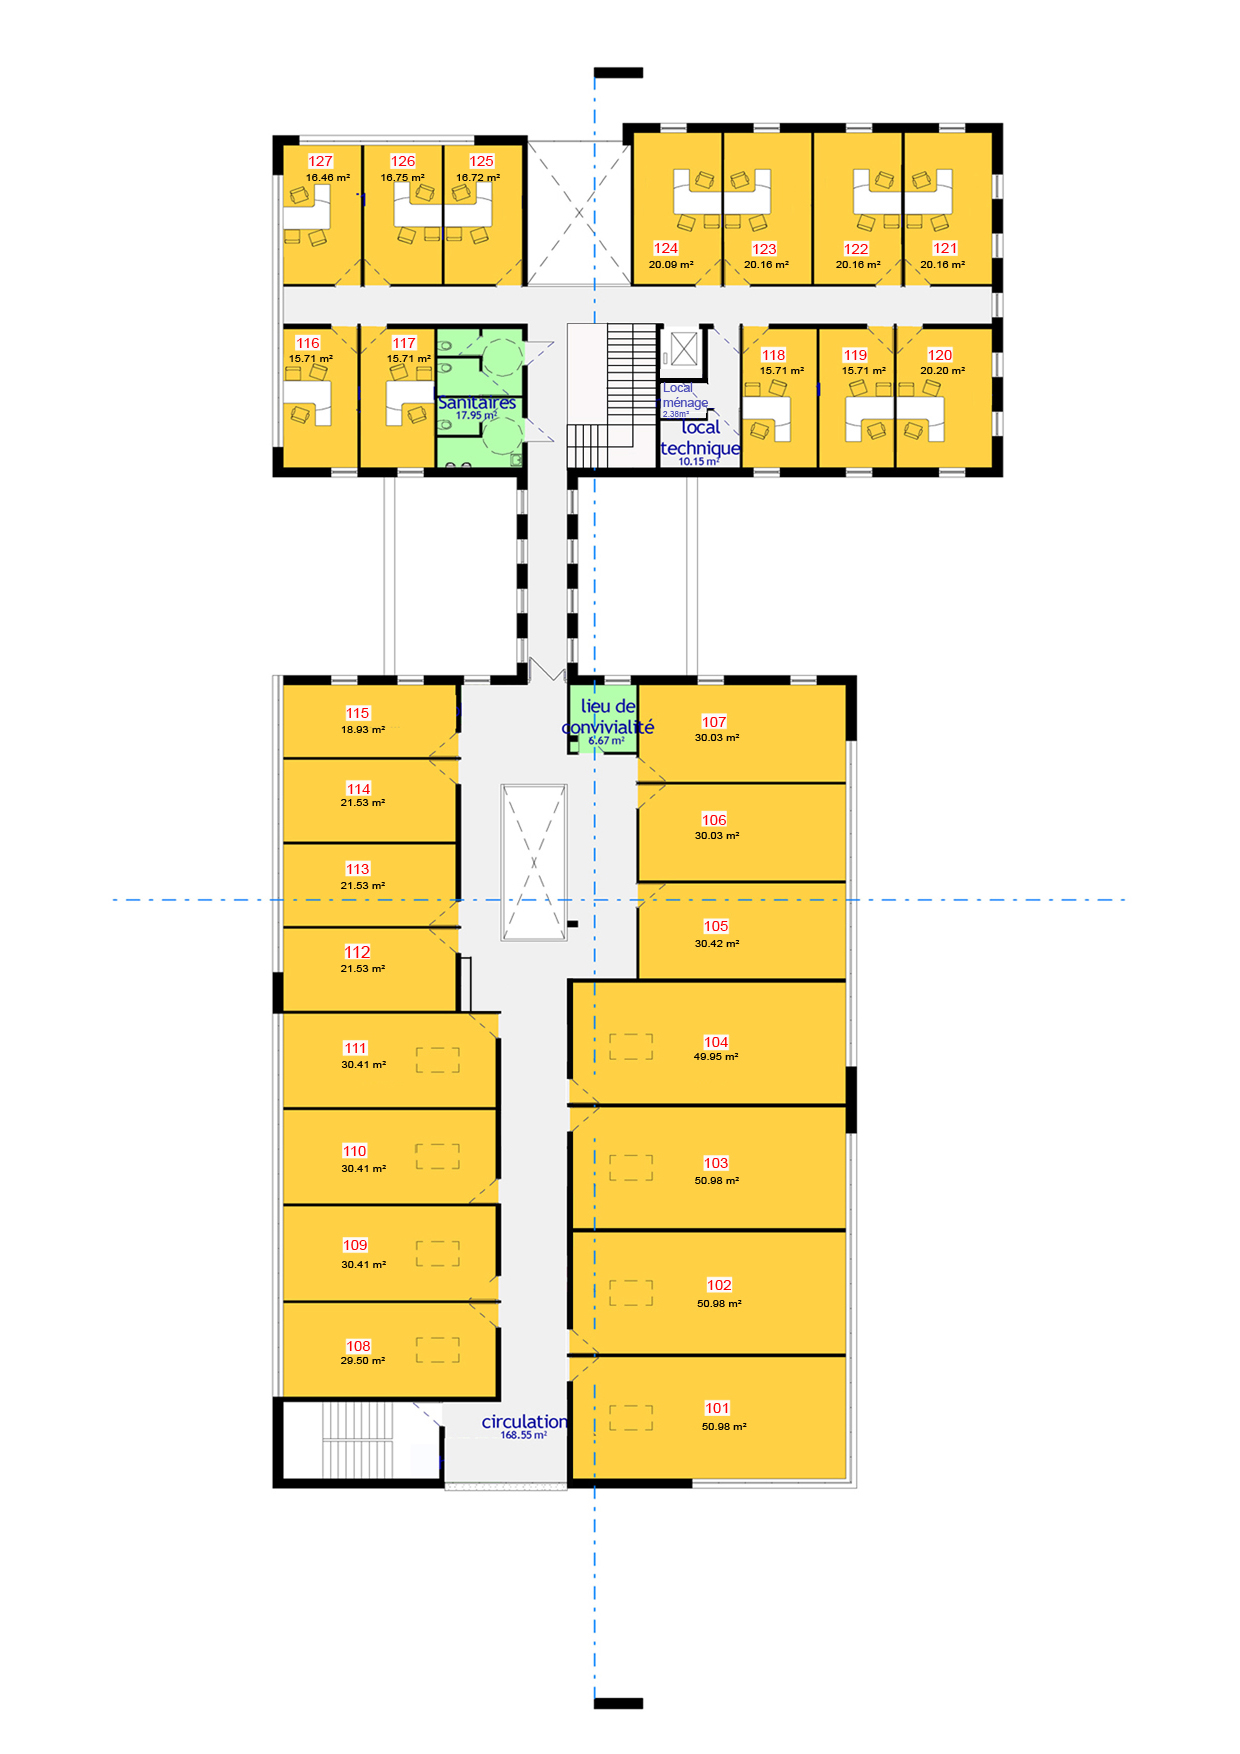 127
16.46 m²
126
16.75 m²
125
16.72 m²
124
20.09 m²
123
20.16 m²
122
20.16 m²
121
20.16 m²
116
15.71 m²
117
15.71 m²
Sanitaires
17.95 m²
Local
ménage
2.38m²
local
technique
10.15 m²
118
15.71 m²
119
15.71 m²
120
20.20 m²
115
18.93 m²
lieu de
convivialité
6.67 m²
107
30.03 m²
114
21.53 m²
106
30.03 m²
113
21.53 m²
105
30.42 m²
112
21.53 m²
111
30.41 m²
104
49.95 m²
110
30.41 m²
103
50.98 m²
109
30.41 m²
102
50.98 m²
108
29.50 m²
101
50.98 m²
circulation
168.55 m²